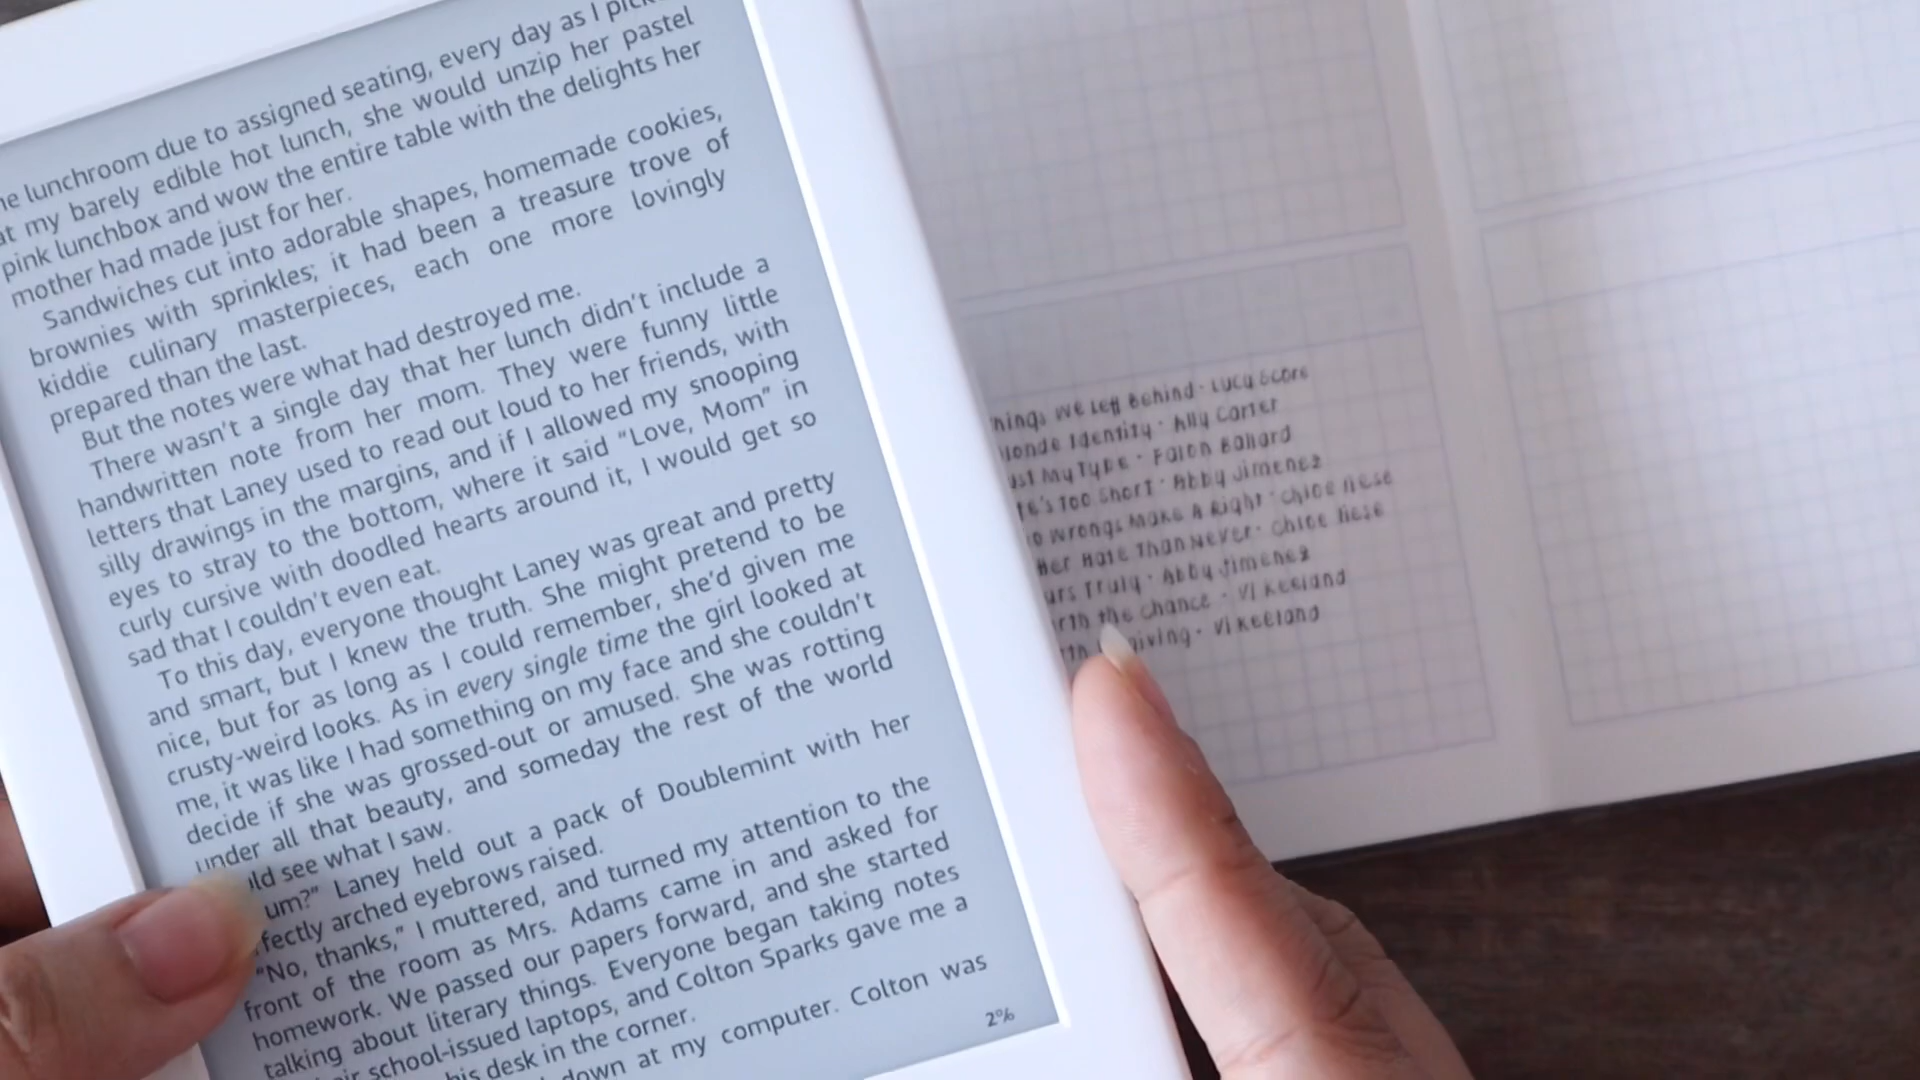 lunchroom due to assigned seating, every day as I
my barely edible hot lunch, she would unzip her pastel
pink lunchbox and wow the entire table with the delights her
mother had made just for her.
Sandwiches cut into adorable shapes, homemade cookies,
brownies with sprinkles; it had been a treasure trove of
kiddie culinary masterpieces, each one more lovingly
prepared than the last.
But the notes were what had destroyed me.
There wasn't a single day that her lunch didn't include a
handwritten note from her mom. They were funny little
letters that Laney used to read out loud to her friends, with
silly drawings in the margins, and if I allowed my snooping
eyes to stray to the bottom, where it said “Love, Mom” in
curly cursive with doodled hearts around it, I would get so
sad that I couldn't even eat.
To this day, everyone thought Laney was great and pretty
and smart, but I knew the truth. She might pretend to be
nice, but for as long as I could remember, she'd given me
crusty-weird looks. As in every single time the girl looked at
me, it was like I had something on my face and she couldn't
decide if she was grossed-out or amused. She was rotting
under all that beauty, and someday the rest of the world
see what I saw.
Laney held out a pack of Doublemint with her
arched eyebrows raised.
“No, thanks,” I muttered, and turned my attention to the
front of the room as Mrs. Adams came in and asked for
homework. We passed our papers forward, and she started
talking about literary things. Everyone began taking notes
school-issued laptops, and Colton Sparks gave me a
his desk in the corner.
down at my computer. Colton was
2%
We Left Behind · Lucy Score
Identity · Ally Carter
My Type · Falon Ballard
Too Short · Abby Jimenez
Wrongs Make A Right · Chloe Liese
Hate Than Never · Chloe Liese
Truly · Abby Jimenez
the Chance · Vi Keeland
Vi Keeland